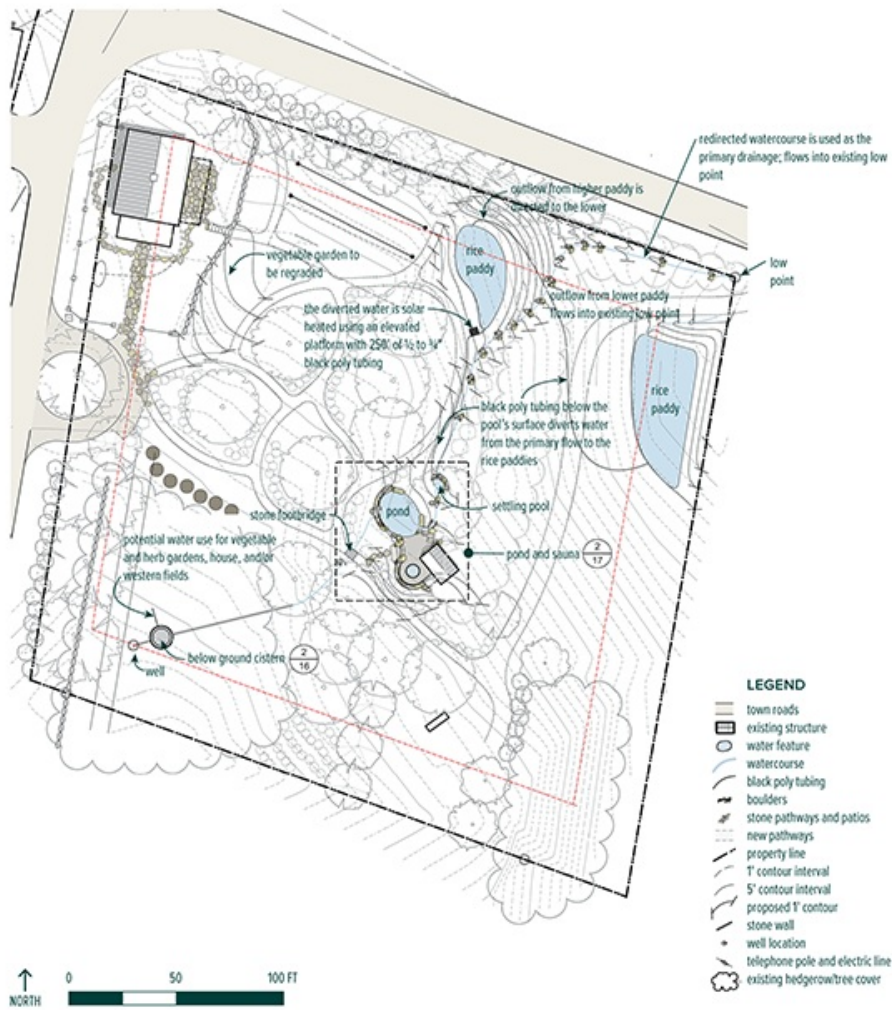 redirected watercourse is used as the
primary drainage; flows into existing low
point
outflow from higher paddy is
directed to the lower
rice
paddy
low
point
vegetable garden to
be regraded
the diverted water is solar
heated using an elevated
platform with 250' of ½ to ¾"
black poly tubing
outflow from lower paddy
flows into existing low point
rice
paddy
black poly tubing below the
pool's surface diverts water
from the primary flow to the
rice paddies
pond
settling pool
stone footbridge
pond and sauna
2
17
potential water use for vegetable
and herb gardens, house, and/or
western fields
below ground cistern
2
16
well
LEGEND
town roads
existing structure
water feature
watercourse
black poly tubing
boulders
stone pathways and patios
new pathways
property line
1' contour interval
5' contour interval
proposed 1' contour
stone wall
well location
telephone pole and electric line
existing hedgerow/tree cover
NORTH
0 50 100 FT